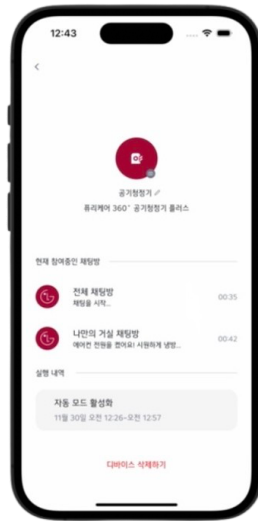 12:43
공기청정기
퓨리케어 360° 공기청정기 플러스
현재 참여중인 채팅방
전체 채팅방
채팅을 시작...
00:35
나만의 거실 채팅방
에어컨 전원을 켰어요! 시원하게 냉방...
00:42
실행 내역
자동 모드 활성화
11월 30일 오전 12:26-오전 12:57
디바이스 삭제하기